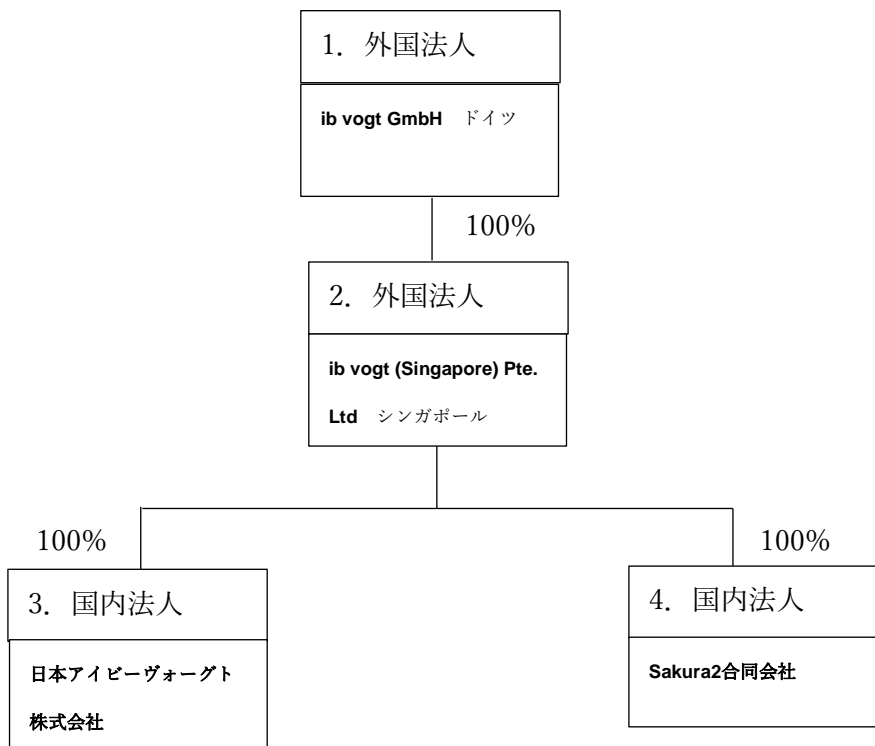 1. 外国法人
ib vogt GmbH　ドイツ
100%
2. 外国法人
ib vogt (Singapore) Pte.
Ltd　シンガポール
100%
100%
3. 国内法人
4. 国内法人
日本アイビーヴォーグト
株式会社
Sakura2合同会社